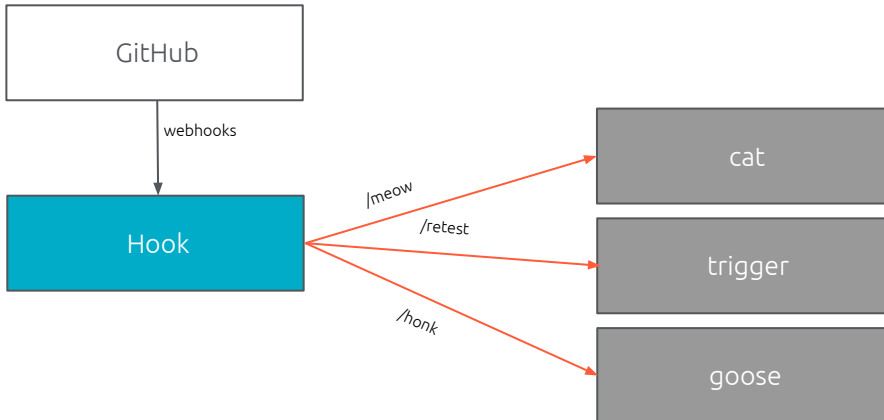 GitHub
webhooks
Hook
/meow
/retest
/honk
cat
trigger
goose